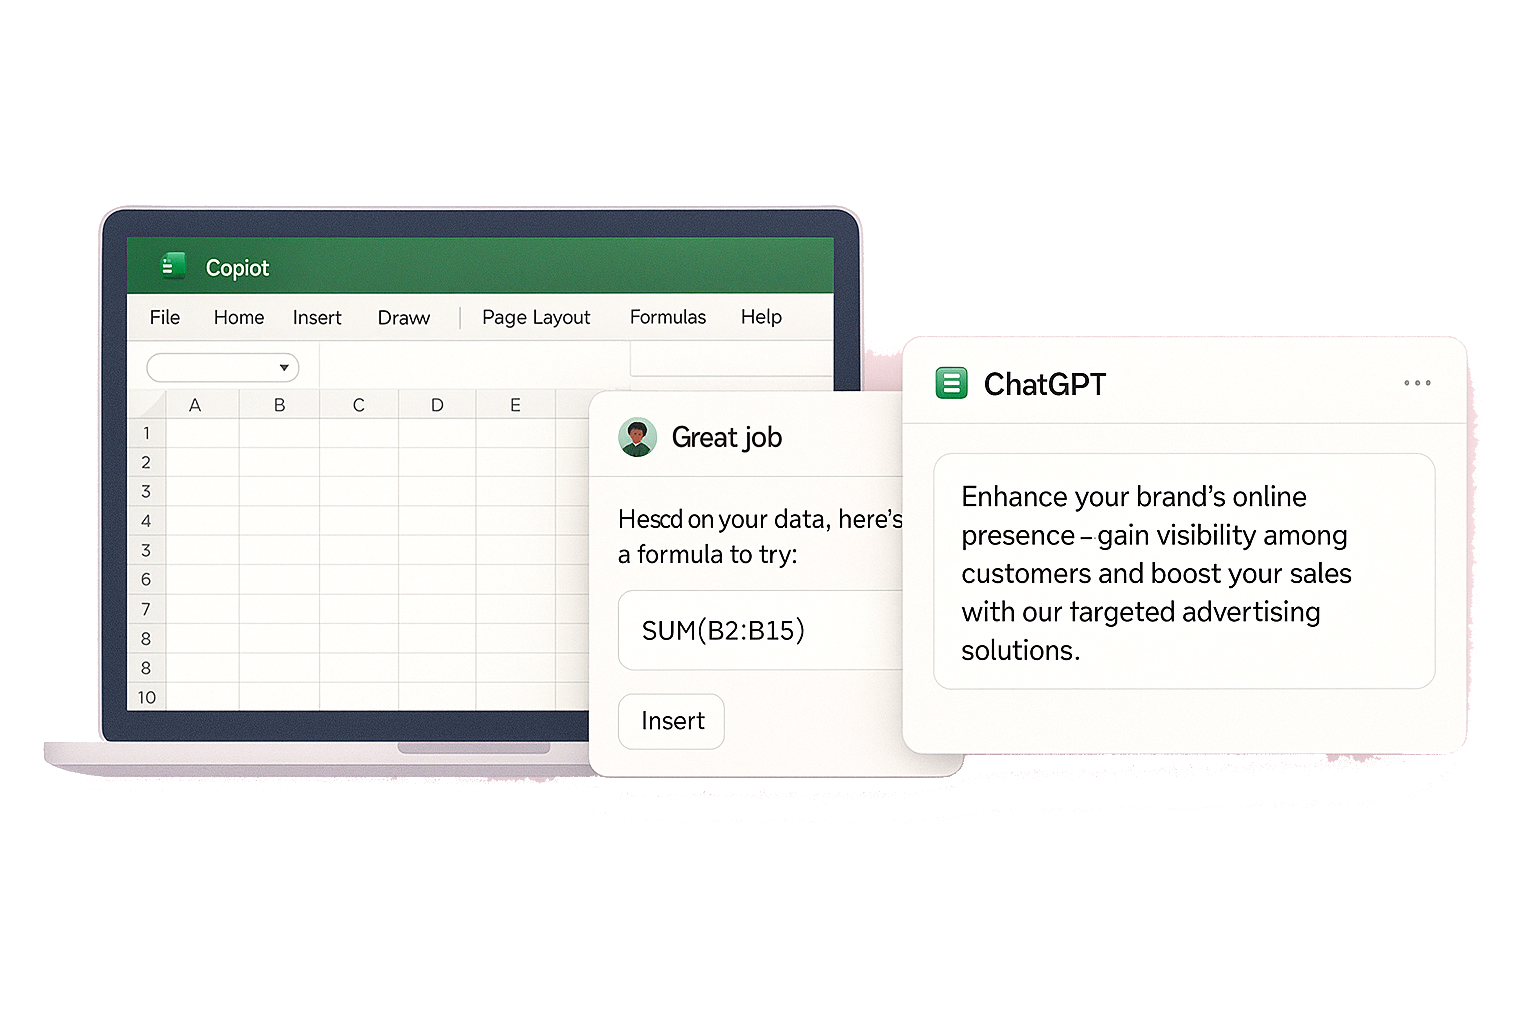 Copiot
File Home Insert Draw Page Layout Formulas Help
A B C D E
1
2
3
4
3
6
7
8
8
10
Great job
Hescd on your data, here's
a formula to try:
SUM(B2:B15)
Insert
ChatGPT
Enhance your brand's online
presence – gain visibility among
customers and boost your sales
with our targeted advertising
solutions.